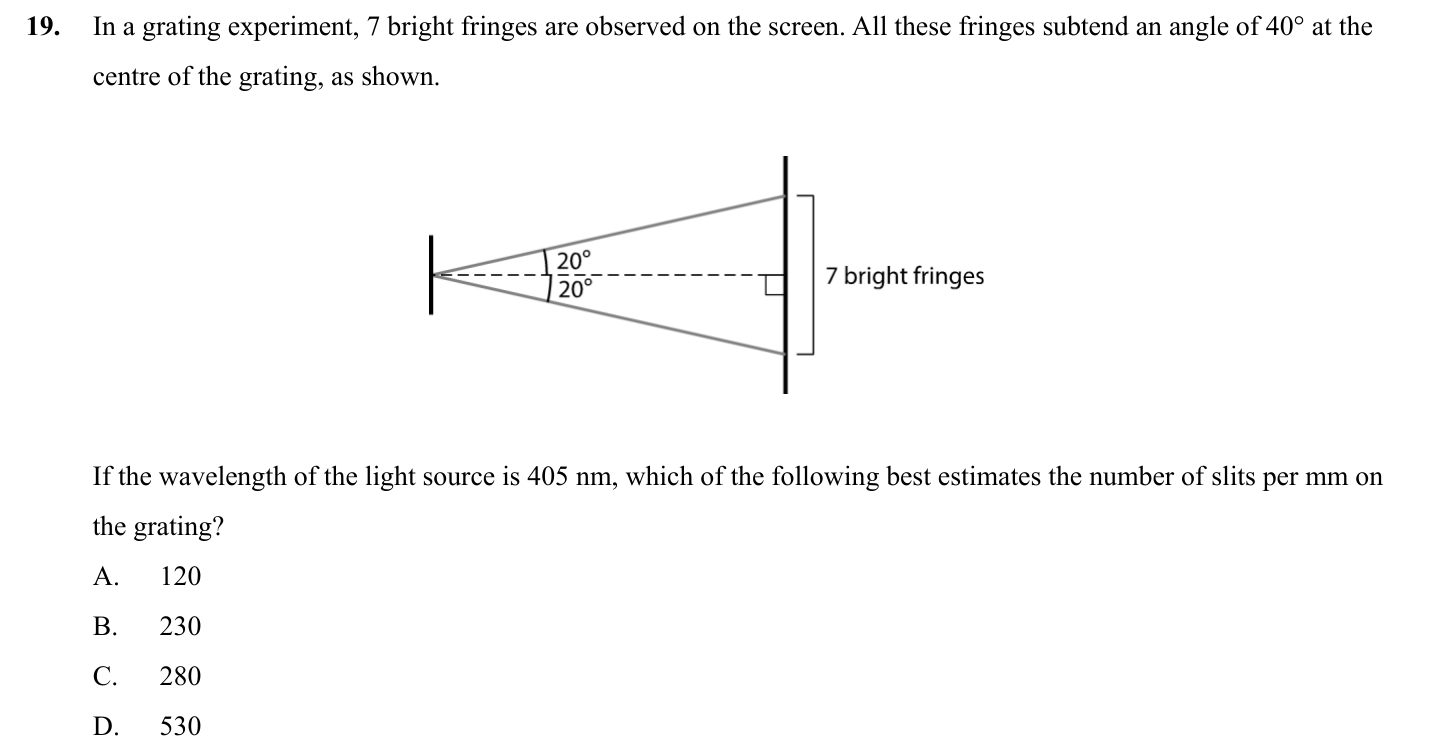 19. In a grating experiment, 7 bright fringes are observed on the screen. All these fringes subtend an angle of 40° at the
centre of the grating, as shown.
20°
20°
7 bright fringes
If the wavelength of the light source is 405 nm, which of the following best estimates the number of slits per mm on
the grating?
A. 120
B. 230
C. 280
D. 530